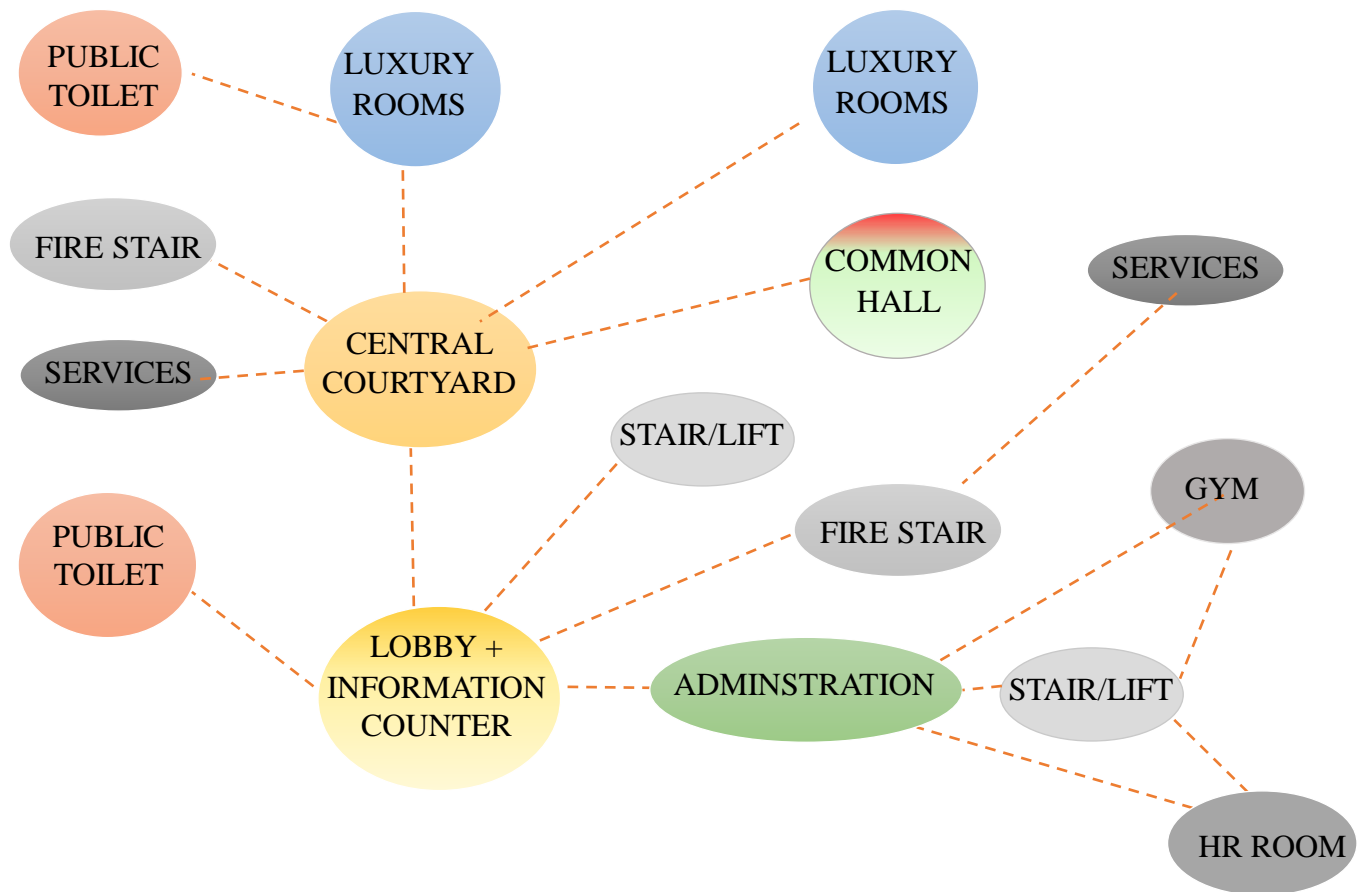 PUBLIC
TOILET
LUXURY
ROOMS
LUXURY
ROOMS
FIRE STAIR
COMMON
HALL
SERVICES
CENTRAL
COURTYARD
SERVICES
STAIR/LIFT
GYM
FIRE STAIR
PUBLIC
TOILET
LOBBY +
INFORMATION
COUNTER
ADMINSTRATION
STAIR/LIFT
HR ROOM